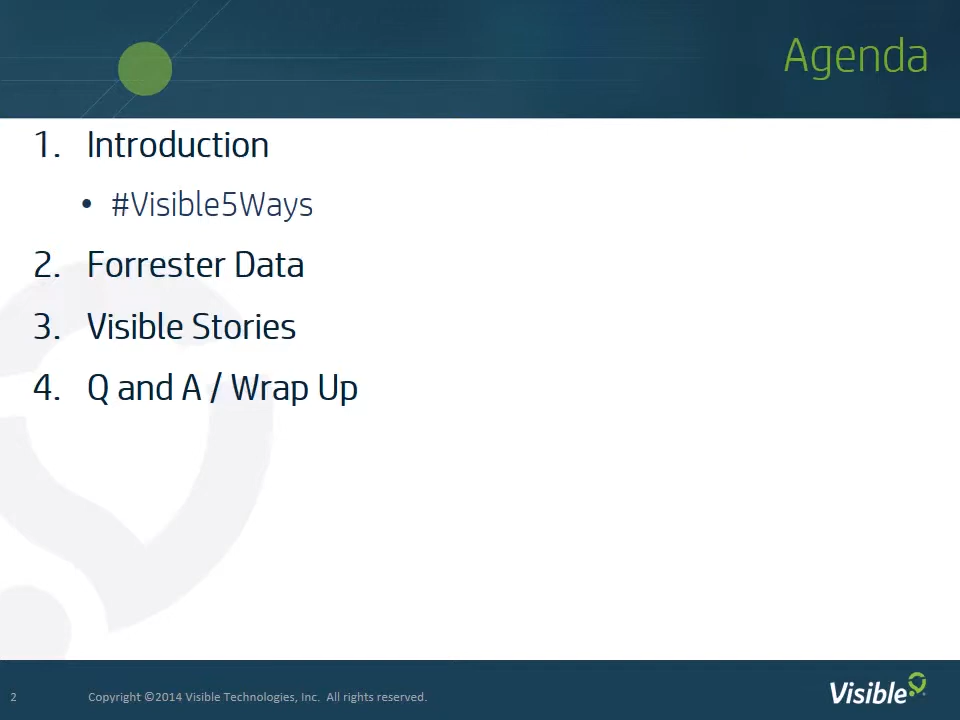 Agenda
1. Introduction
• #Visible5Ways
2. Forrester Data
3. Visible Stories
4. Q and A / Wrap Up
2 Copyright ©2014 Visible Technologies, Inc. All rights reserved.
Visible